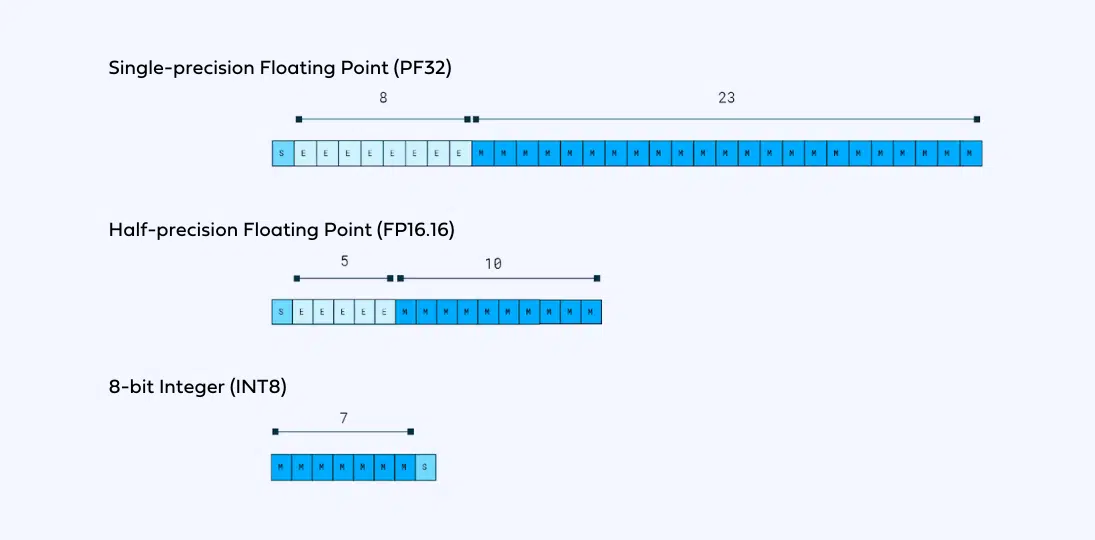 Single-precision Floating Point (PF32)
8 23
S E E E E E E E E M M M M M M M M M M M M M M M M M M M M M M M
Half-precision Floating Point (FP16.16)
5 10
S E E E E E M M M M M M M M M M
8-bit Integer (INT8)
7
M M M M M M M S